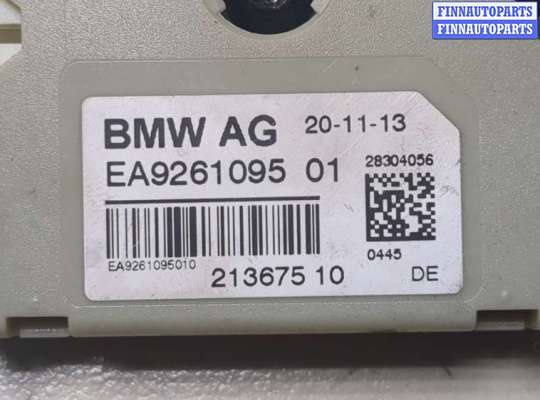 FINNAUTOPARTS
FINNAUTOPARTS
BMW AG 20-11-13
EA9261095 01
28304056
EA9261095010
0445
213675 10
DE